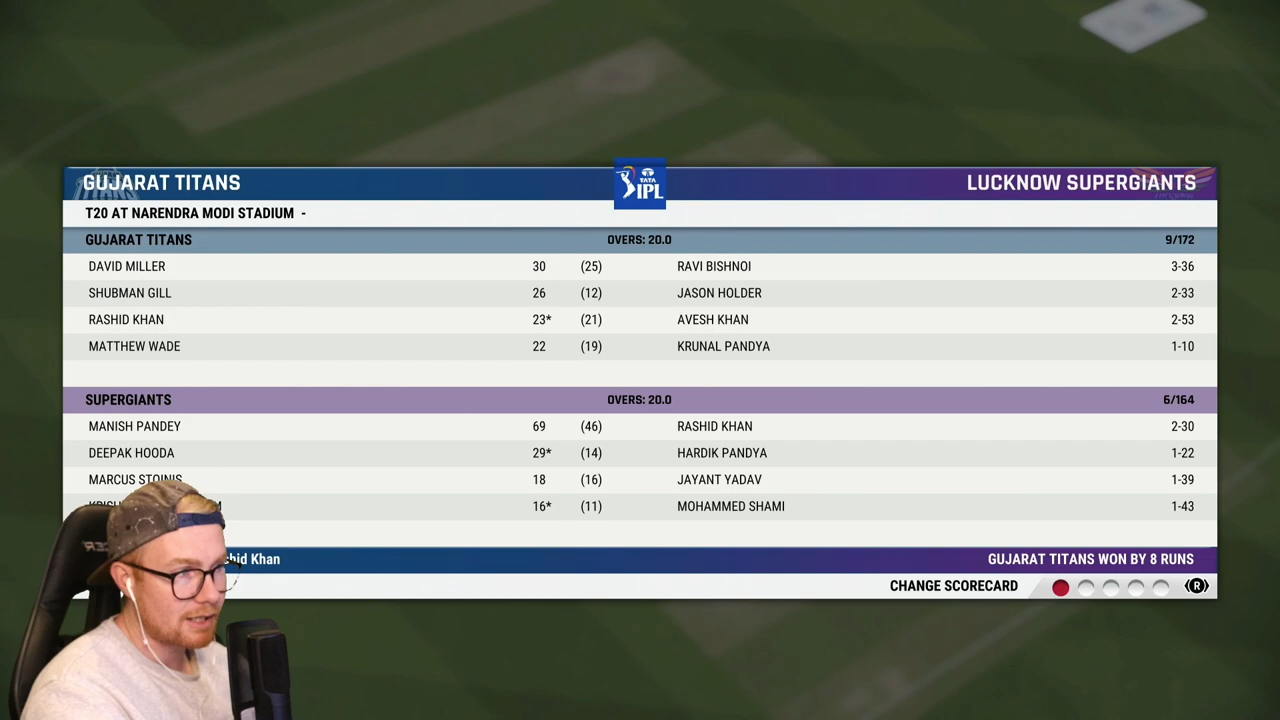 GUJARAT TITANS
TATA
IPL
LUCKNOW SUPERGIANTS
T20 AT NARENDRA MODI STADIUM -
GUJARAT TITANS OVERS: 20.0 9/172
DAVID MILLER 30 (25) RAVI BISHNOI 3-36
SHUBMAN GILL 26 (12) JASON HOLDER 2-33
RASHID KHAN 23* (21) AVESH KHAN 2-53
MATTHEW WADE 22 (19) KRUNAL PANDYA 1-10
SUPERGIANTS OVERS: 20.0 6/164
MANISH PANDEY 69 (46) RASHID KHAN 2-30
DEEPAK HOODA 29* (14) HARDIK PANDYA 1-22
MARCUS STOINIS 18 (16) JAYANT YADAV 1-39
16* (11) MOHAMMED SHAMI 1-43
Khan GUJARAT TITANS WON BY 8 RUNS
CHANGE SCORECARD R